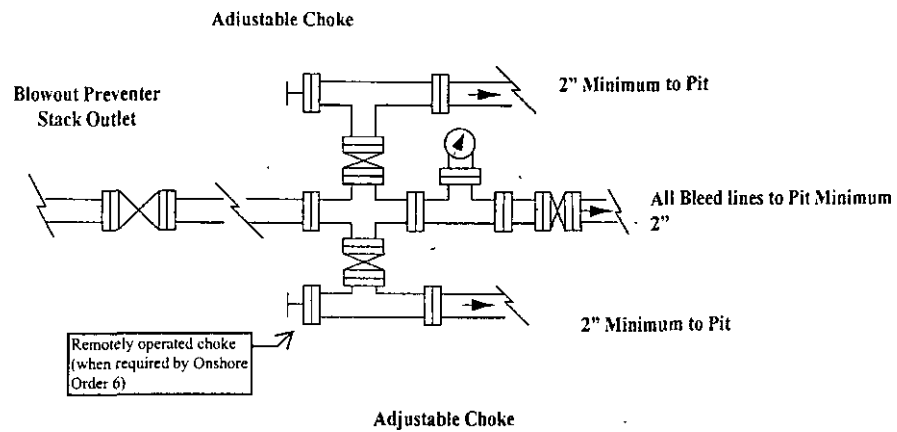 Adjustable Choke
2" Minimum to Pit
Blowout Preventer
Stack Outlet
All Bleed lines to Pit Minimum
2"
2" Minimum to Pit
Remotely operated choke
(when required by Onshore
Order 6)
Adjustable Choke